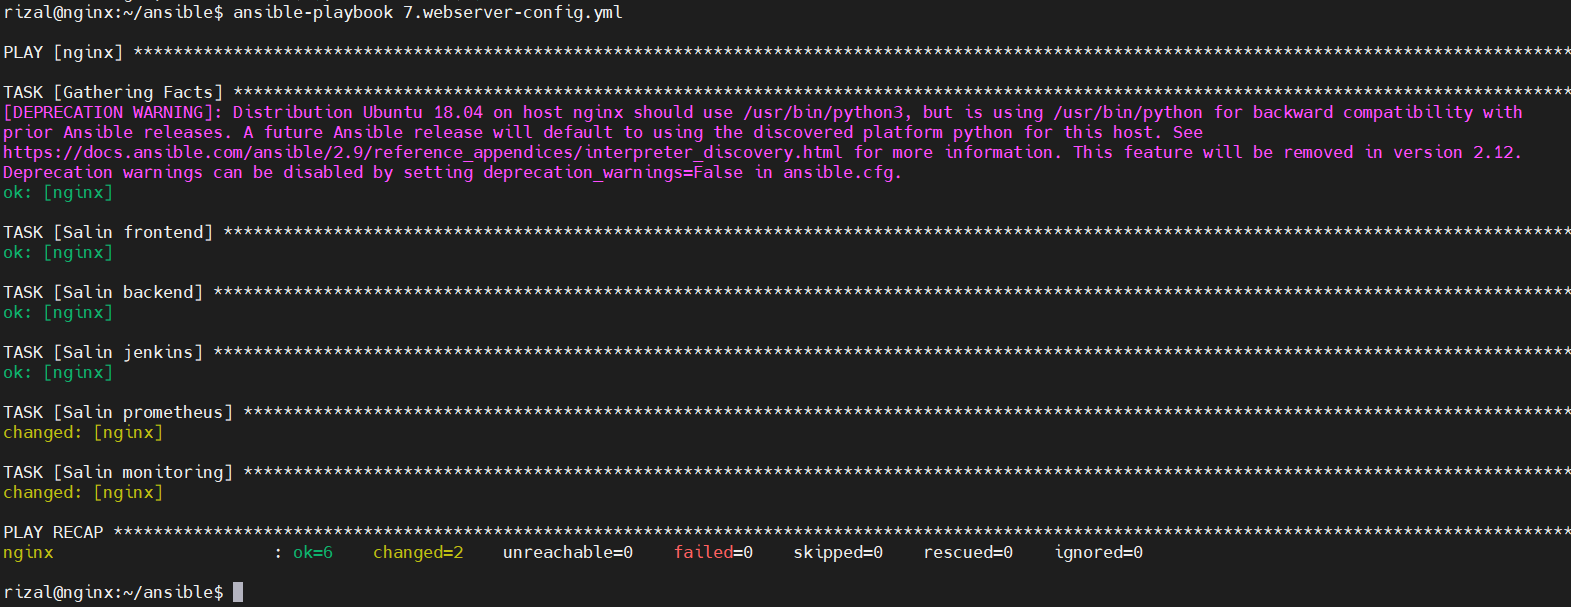 rizal@nginx:~/ansible$ ansible-playbook 7.webserver-config.yml
PLAY [nginx] ************************************************************************************************************************************************
TASK [Gathering Facts] **************************************************************************************************************************************
[DEPRECATION WARNING]: Distribution Ubuntu 18.04 on host nginx should use /usr/bin/python3, but is using /usr/bin/python for backward compatibility with
prior Ansible releases. A future Ansible release will default to using the discovered platform python for this host. See
https://docs.ansible.com/ansible/2.9/reference_appendices/interpreter_discovery.html for more information. This feature will be removed in version 2.12.
Deprecation warnings can be disabled by setting deprecation_warnings=False in ansible.cfg.
ok: [nginx]
TASK [Salin frontend] ***************************************************************************************************************************************
ok: [nginx]
TASK [Salin backend] ****************************************************************************************************************************************
ok: [nginx]
TASK [Salin jenkins] ****************************************************************************************************************************************
ok: [nginx]
TASK [Salin prometheus] *************************************************************************************************************************************
changed: [nginx]
TASK [Salin monitoring] *************************************************************************************************************************************
changed: [nginx]
PLAY RECAP **************************************************************************************************************************************************
nginx                      : ok=6    changed=2    unreachable=0    failed=0    skipped=0    rescued=0    ignored=0
rizal@nginx:~/ansible$